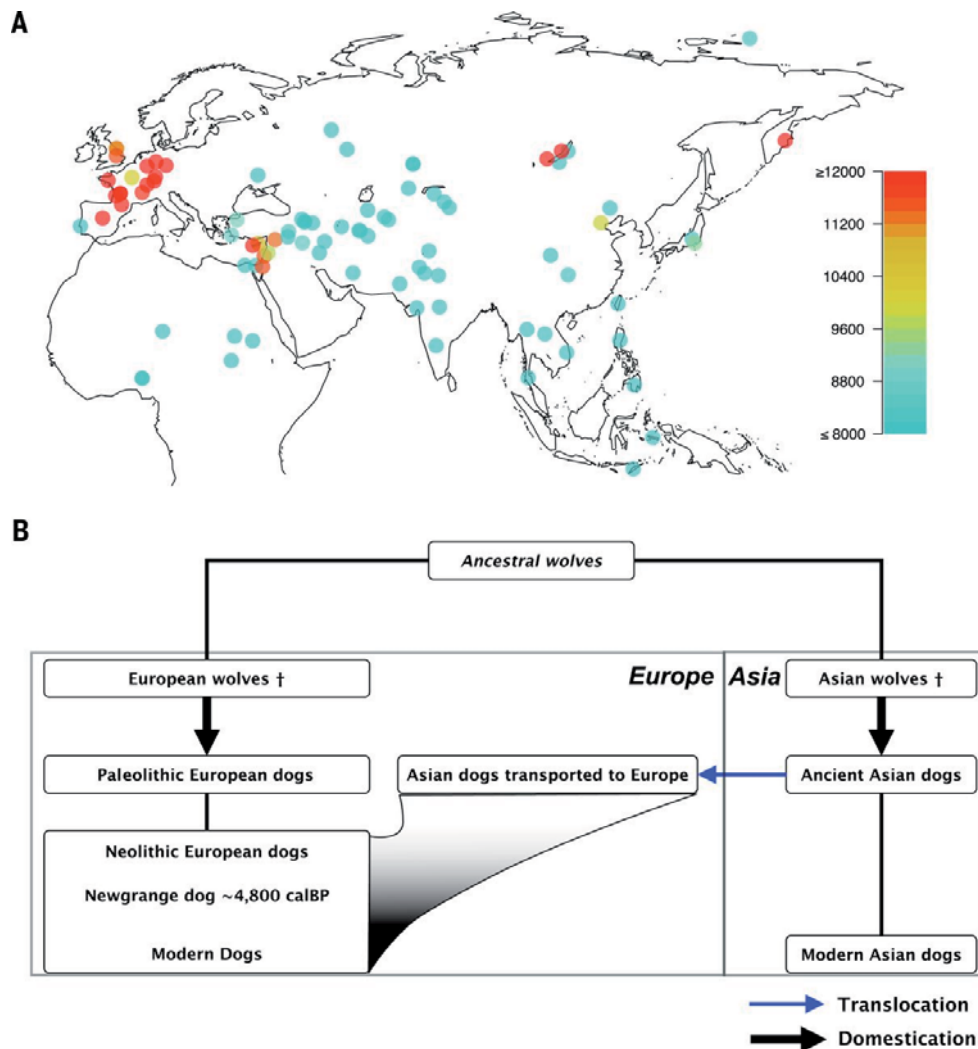 A
≥12000
11200
10400
9600
8800
≤8000
B
Ancestral wolves
Europe
Asia
European wolves †
Asian wolves †
Paleolithic European dogs
Asian dogs transported to Europe
Ancient Asian dogs
Neolithic European dogs
Newgrange dog ~4,800 calBP
Modern Dogs
Modern Asian dogs
Translocation
Domestication